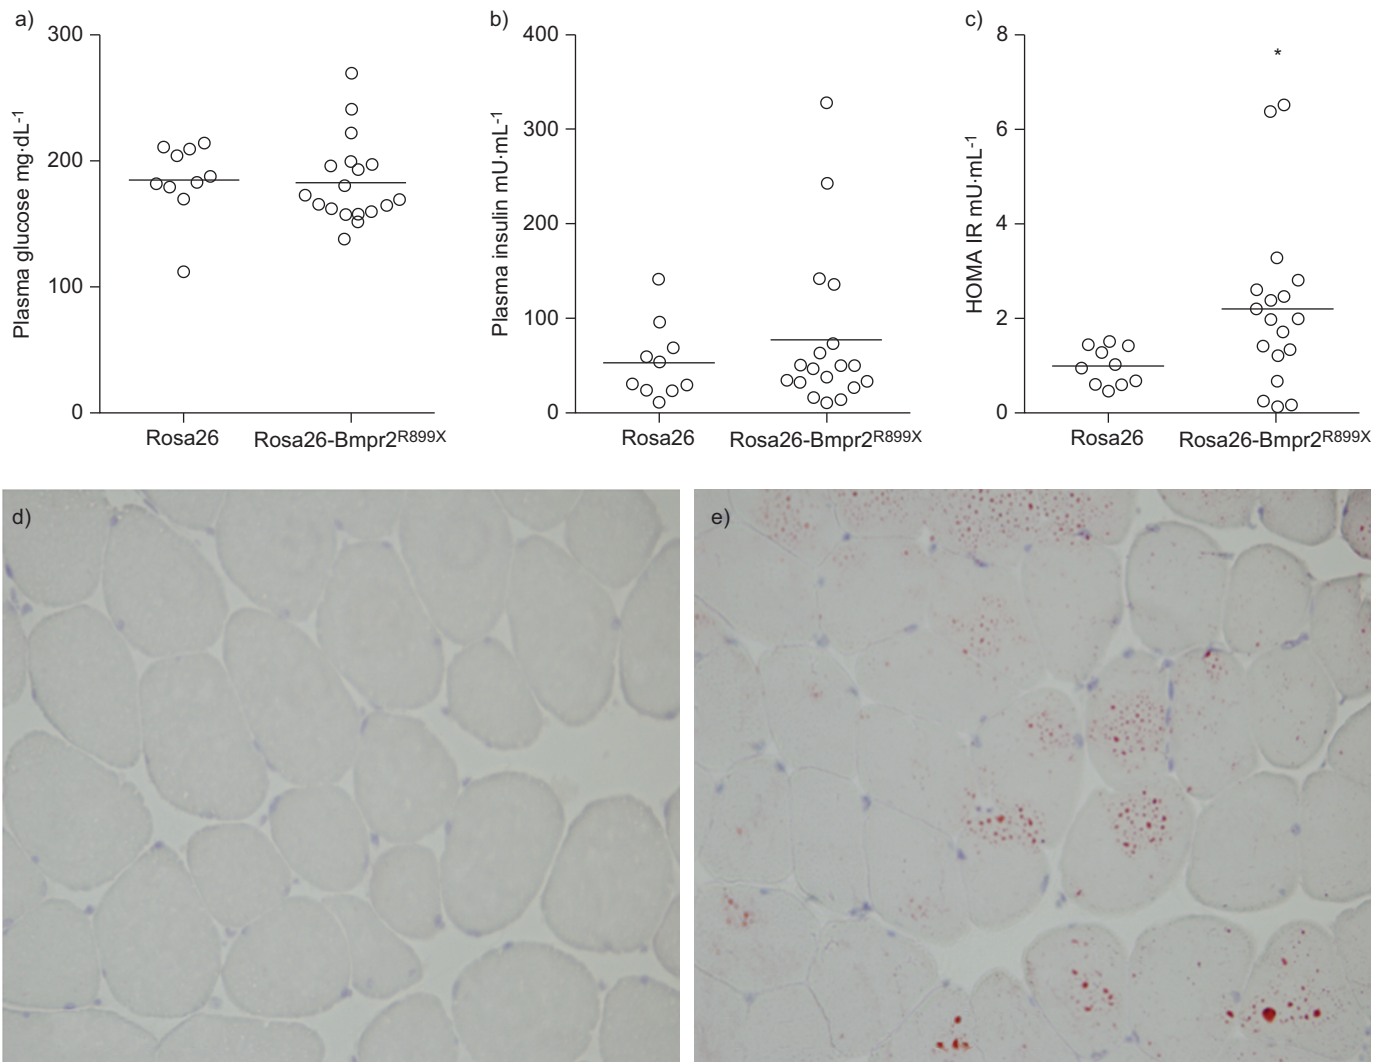 a)
Plasma glucose mg·dL-1
300
200
100
0
Rosa26
Rosa26-Bmpr2R899X
b)
Plasma insulin mU·mL-1
400
300
200
100
0
Rosa26
Rosa26-Bmpr2R899X
c)
HOMA IR mU·mL-1
8
6
4
2
0
*
Rosa26
Rosa26-Bmpr2R899X
d)
e)